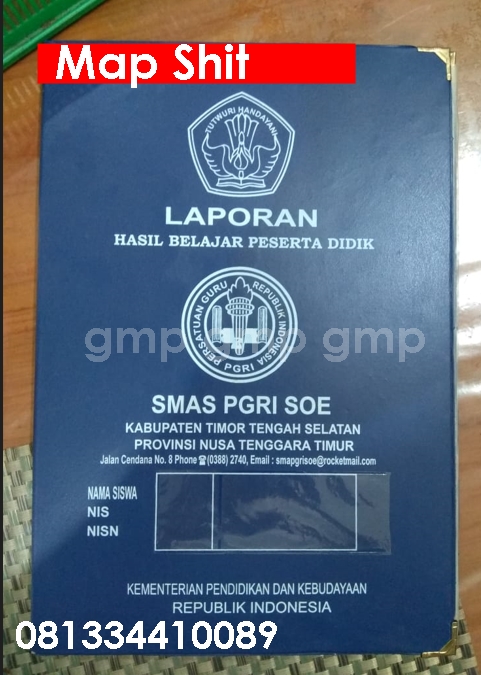 Map Shit
TUTWURI HANDAYANI
LAPORAN
HASIL BELAJAR PESERTA DIDIK
PERSATUAN GURU REPUBLIK INDONESIA
PGRI
gmp gmp gmp
SMAS PGRI SOE
KABUPATEN TIMOR TENGAH SELATAN
PROVINSI NUSA TENGGARA TIMUR
Jalan Cendana No. 8 Phone ☎(0388) 2740, Email : smapgrisoe@rocketmail.com
NAMA SISWA
NIS
NISN
KEMENTERIAN PENDIDIKAN DAN KEBUDAYAAN
REPUBLIK INDONESIA
081334410089